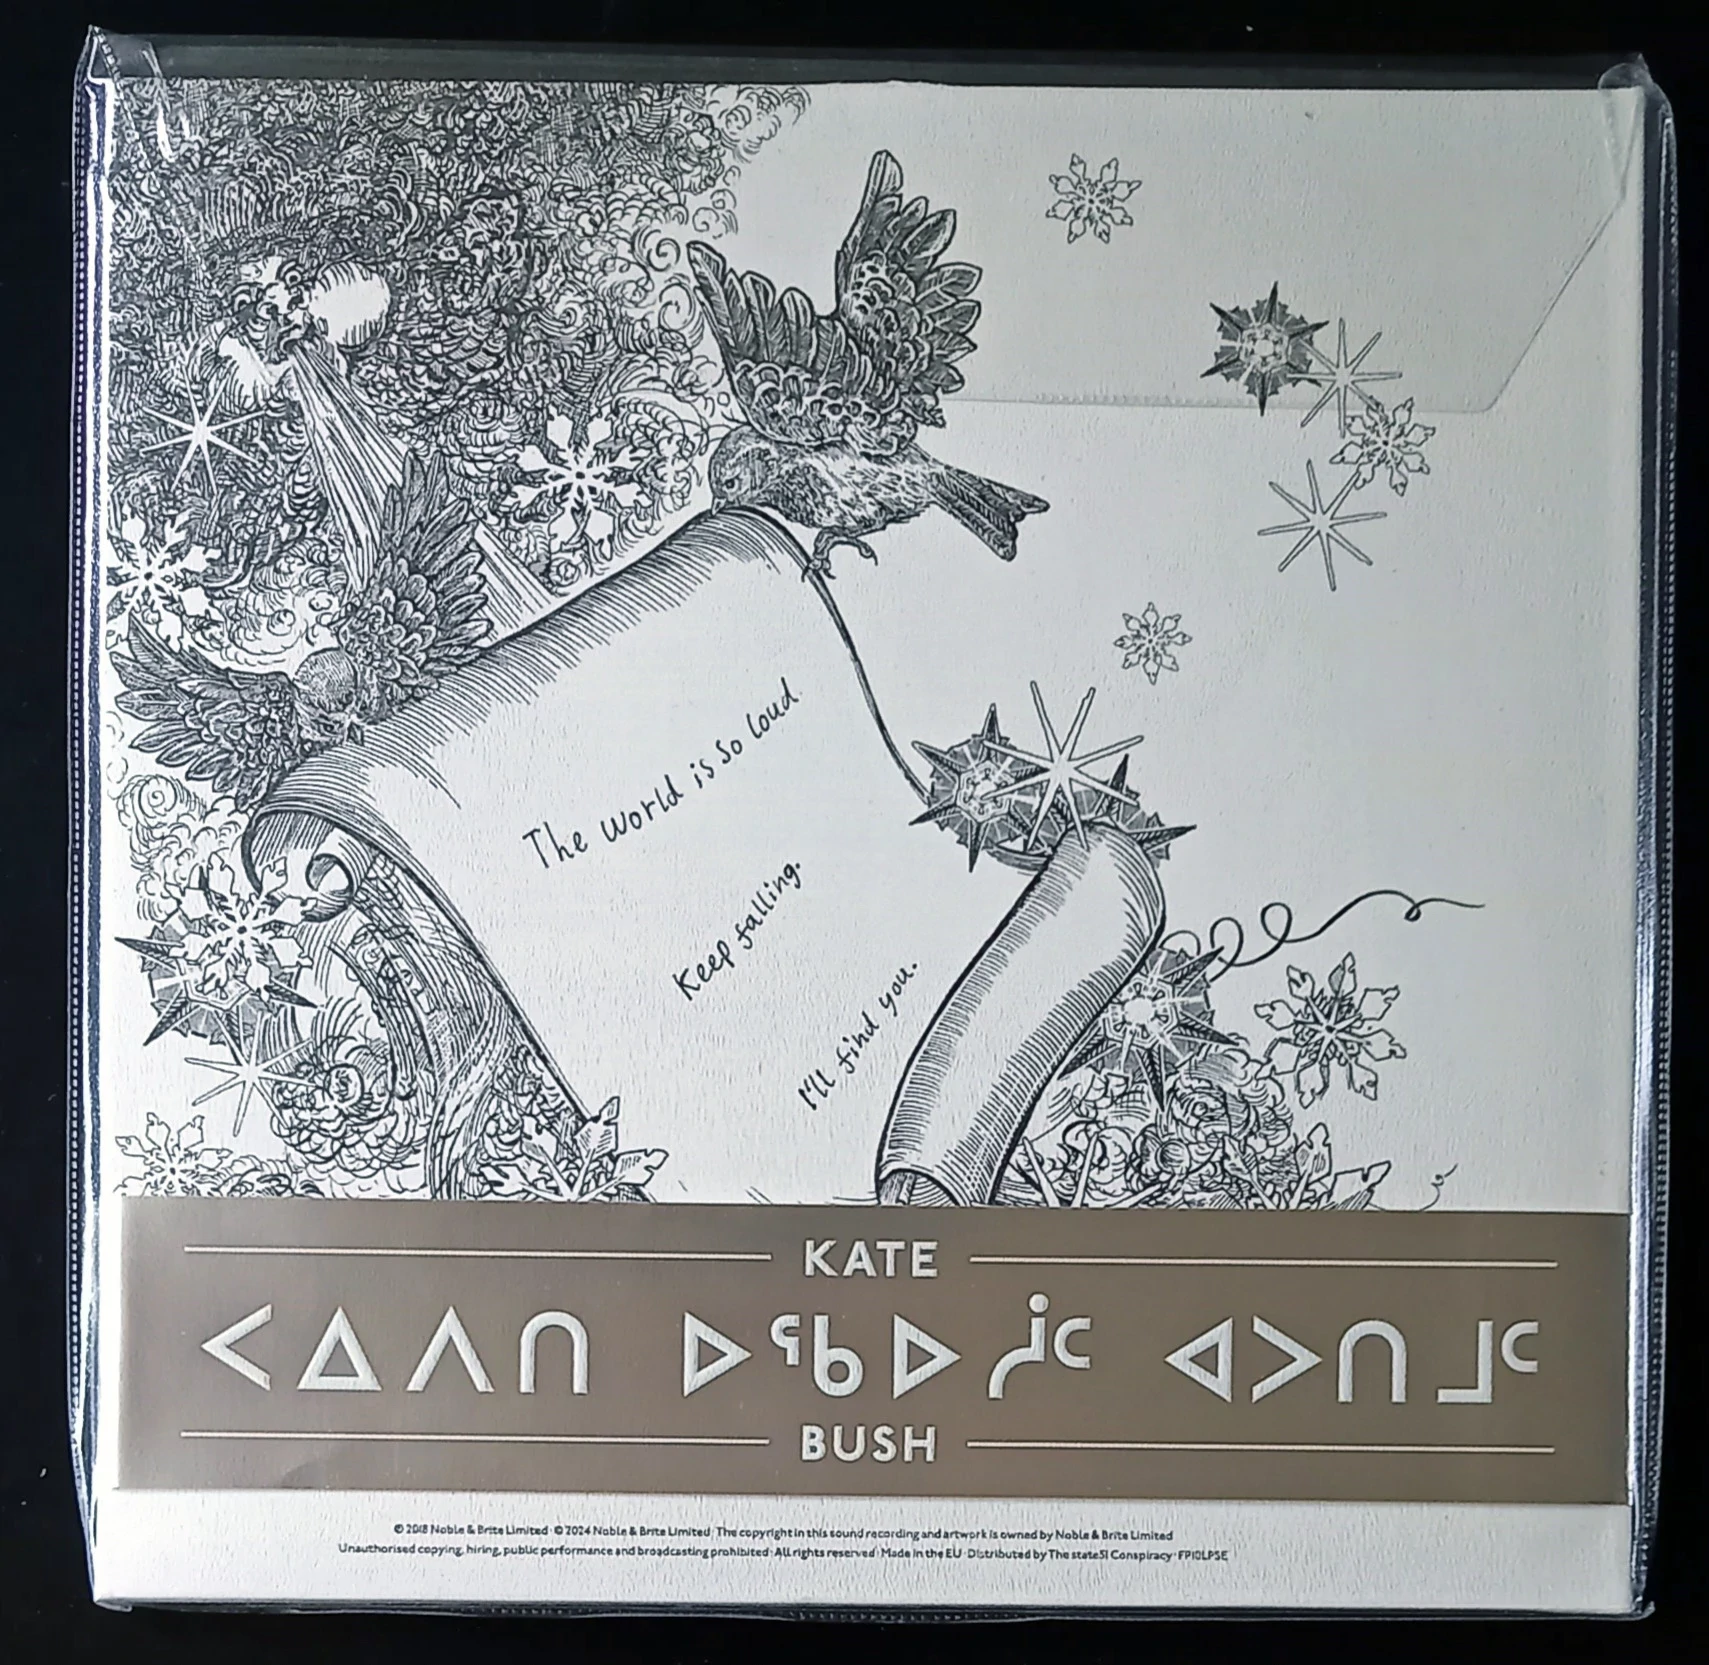 The World is So loud.
Keep falling.
I'll find you.
KATE
ᐸᐃᐱᑎ ᐅᖃᐅᓰᑦ ᐊᐳᑎᒧᑦ
BUSH
© 2018 Noble & Brite Limited · © 2024 Noble & Brite Limited · The copyright in this sound recording and artwork is owned by Noble & Brite Limited
Unauthorised copying, hiring, public performance and broadcasting prohibited · All rights reserved · Made in the EU · Distributed by The state51 Conspiracy · FP10LPSE